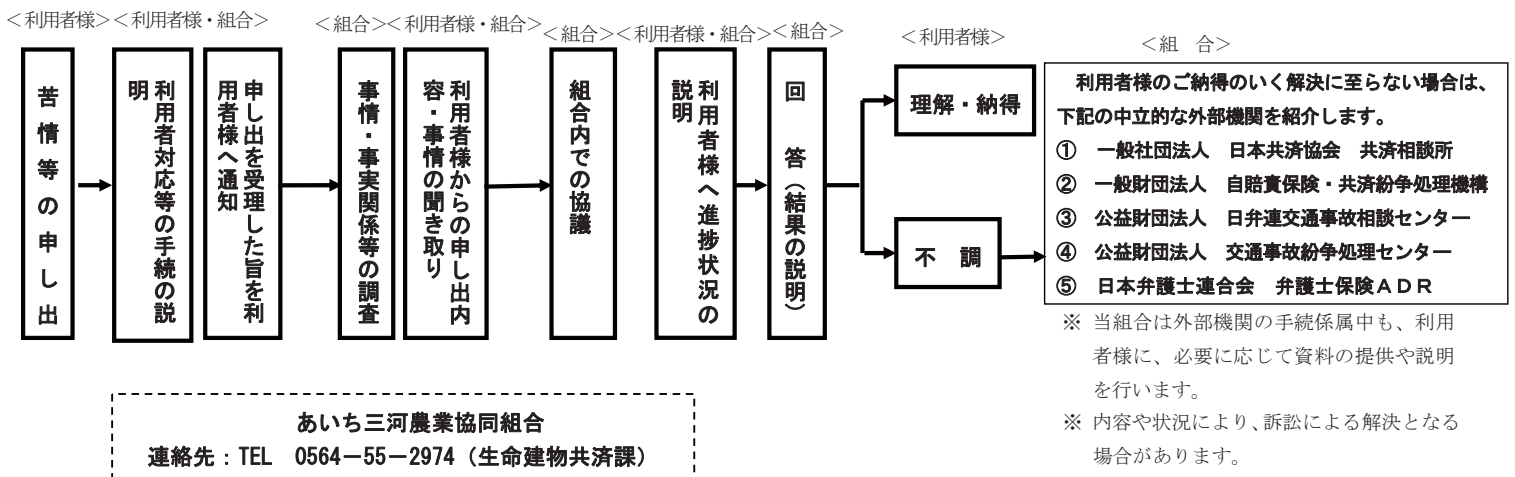 ＜利用者様＞
＜利用者様・組合＞
＜組合＞
＜利用者様・組合＞
＜組合＞
＜利用者様・組合＞
＜組合＞
＜利用者様＞
＜組　合＞
苦情等の申し出
利用者対応等の手続の説
明
申し出を受理した旨を利
用者様へ通知
事情・事実関係等の調査
利用者様からの申し出内
容・事情の聞き取り
組合内での協議
利用者様へ進捗状況の
説明
回　答（結果の説明）
理解・納得
不　調
利用者様のご納得のいく解決に至らない場合は、
下記の中立的な外部機関を紹介します。
①　一般社団法人　日本共済協会　共済相談所
②　一般財団法人　自賠責保険・共済紛争処理機構
③　公益財団法人　日弁連交通事故相談センター
④　公益財団法人　交通事故紛争処理センター
⑤　日本弁護士連合会　弁護士保険ＡＤＲ
※ 当組合は外部機関の手続係属中も、利用
者様に、必要に応じて資料の提供や説明
を行います。
※ 内容や状況により、訴訟による解決となる
場合があります。
あいち三河農業協同組合
連絡先：TEL　0564－55－2974（生命建物共済課）